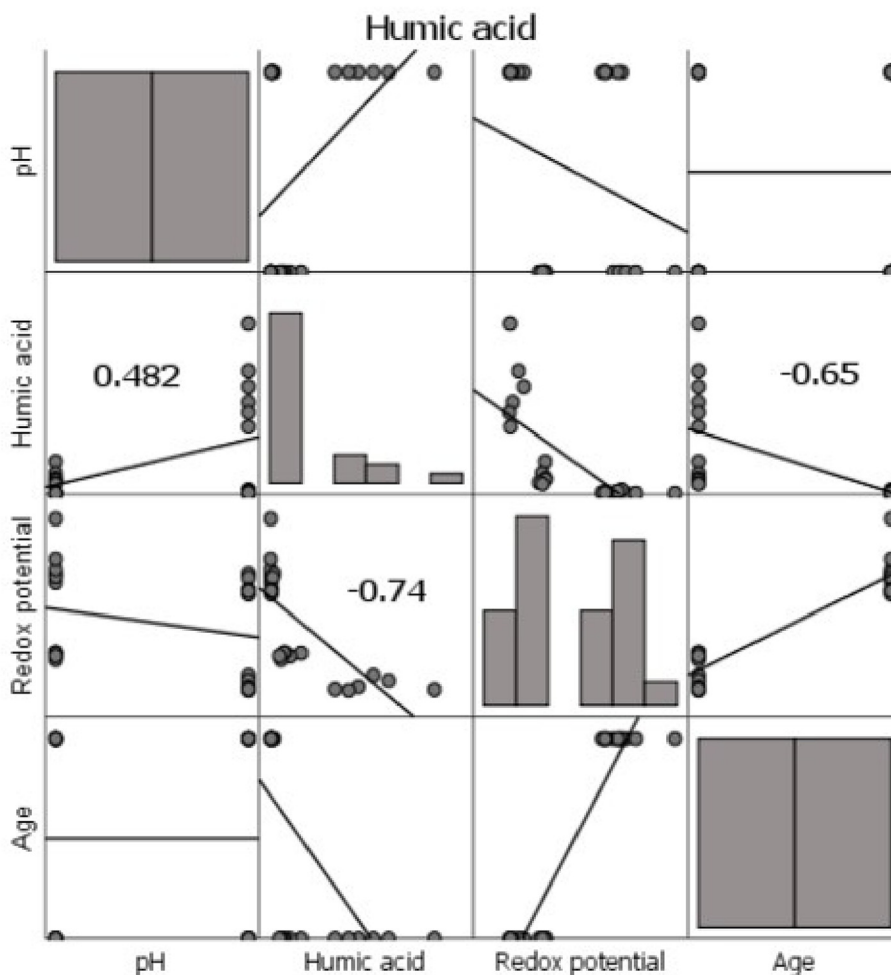 Humic acid
pH
Humic acid
0.482
-0.65
Redox potential
-0.74
Age
pH
Humic acid
Redox potential
Age